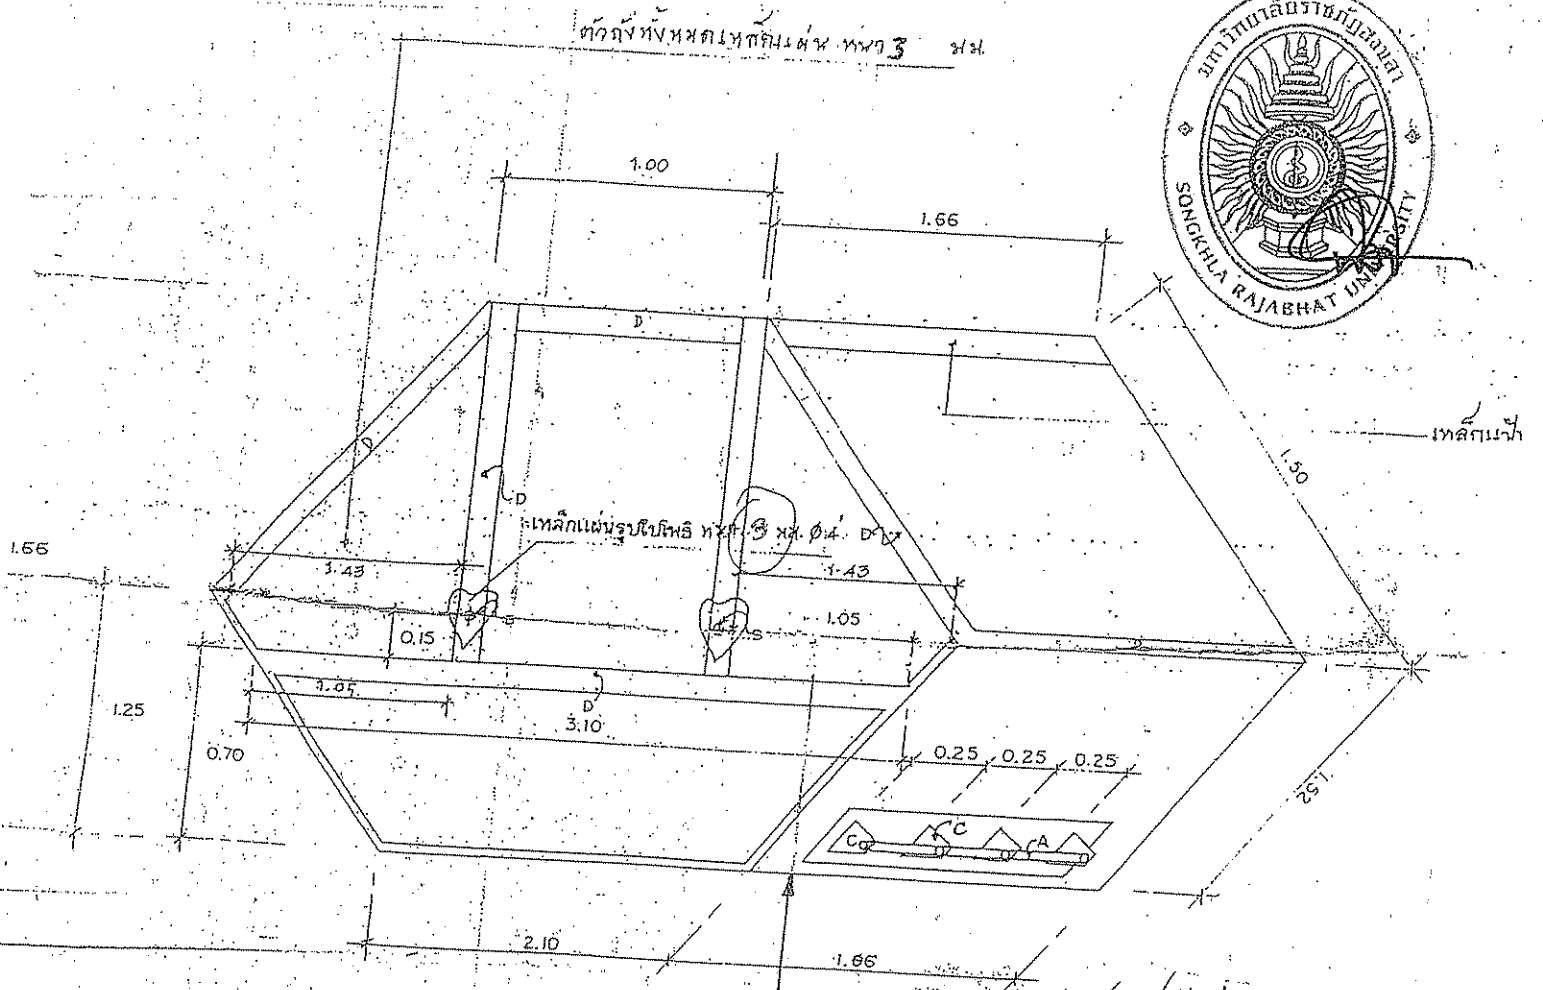 ตัวถังทั้งหมดเหล็กแผ่น หนา 3 มม.
มหาวิทยาลัยราชภัฏสงขลา
SONGKHLA RAJABHAT UNIVERSITY
1.00
1.66
D
เหล็กแป๊
1.50
D
D
เหล็กแผ่นรูปใบโพธิ์ หนา 3 มม. Ø 4 D
1.66
1.43
1.43
S
S
1.05
0.15
1.05
D
3.10
1.25
0.70
0.25 0.25 0.25
1.52
C
C
A
2.10
1.66